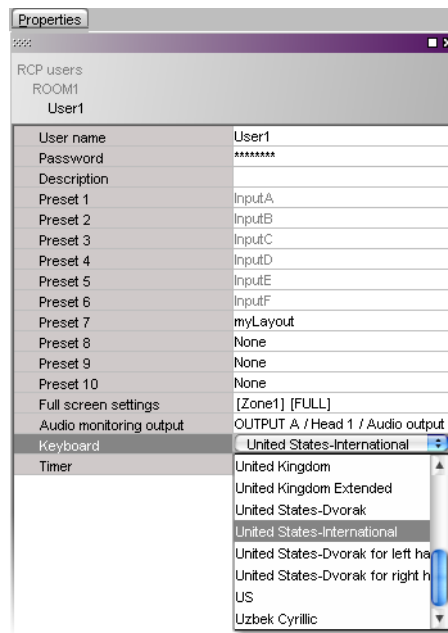 Properties
RCP users
ROOM1
User1
User name User1
Password ********
Description
Preset 1 InputA
Preset 2 InputB
Preset 3 InputC
Preset 4 InputD
Preset 5 InputE
Preset 6 InputF
Preset 7 myLayout
Preset 8 None
Preset 9 None
Preset 10 None
Full screen settings [Zone1] [FULL]
Audio monitoring output OUTPUT A / Head 1 / Audio output
Keyboard United States-International
Timer
United Kingdom
United Kingdom Extended
United States-Dvorak
United States-International
United States-Dvorak for left ha
United States-Dvorak for right h
US
Uzbek Cyrillic